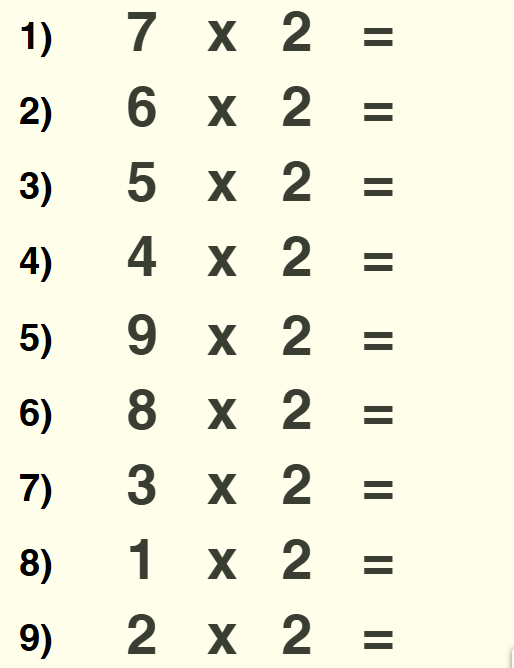 1) 7 x 2 =
2) 6 x 2 =
3) 5 x 2 =
4) 4 x 2 =
5) 9 x 2 =
6) 8 x 2 =
7) 3 x 2 =
8) 1 x 2 =
9) 2 x 2 =